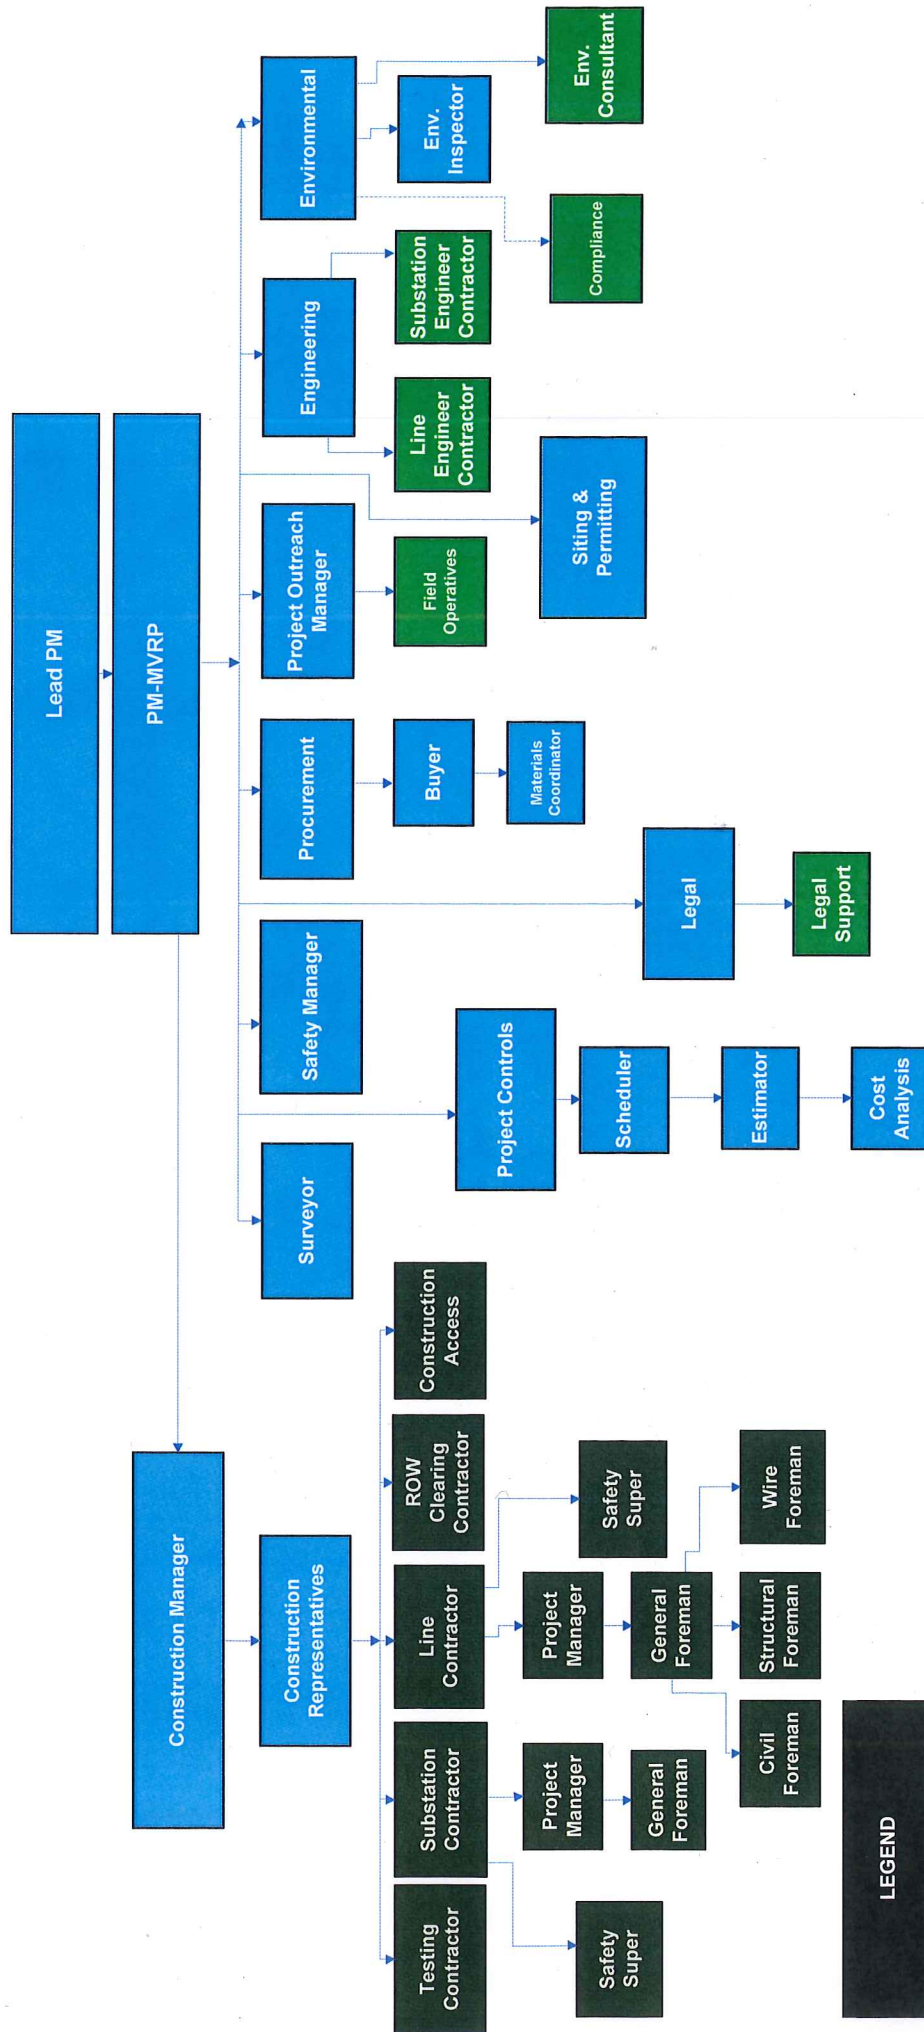 Lead PM
PM-MVRP
Construction Manager
Construction
Representatives
Surveyor
Safety Manager
Procurement
Project Outreach
Manager
Engineering
Environmental
Testing
Contractor
Substation
Contractor
Line
Contractor
ROW
Clearing
Contractor
Construction
Access
Buyer
Field
Operatives
Line
Engineer
Contractor
Substation
Engineer
Contractor
Env.
Inspector
Project Controls
Materials
Coordinator
Siting &
Permitting
Compliance
Env.
Consultant
Safety
Super
Project
Manager
Project
Manager
Safety
Super
Scheduler
General
Foreman
General
Foreman
Legal
Civil
Foreman
Structural
Foreman
Wire
Foreman
Estimator
Legal
Support
LEGEND
Cost
Analysis